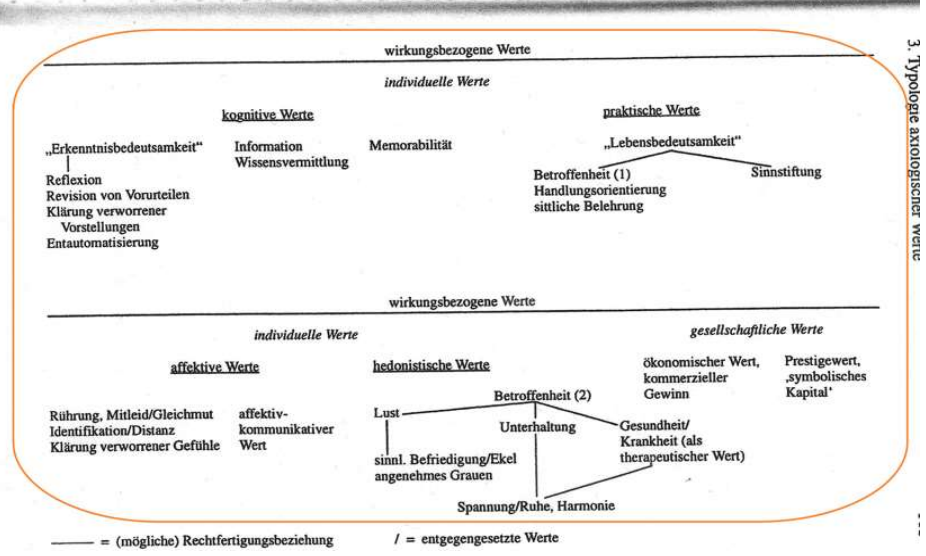 wirkungsbezogene Werte
individuelle Werte
kognitive Werte
praktische Werte
„Erkenntnisbedeutsamkeit“
Reflexion
Revision von Vorurteilen
Klärung verworrener
Vorstellungen
Entautomatisierung
Information
Wissensvermittlung
Memorabilität
„Lebensbedeutsamkeit“
Betroffenheit (1)
Handlungsorientierung
sittliche Belehrung
Sinnstiftung
wirkungsbezogene Werte
individuelle Werte
gesellschaftliche Werte
affektive Werte
Rührung, Mitleid/Gleichmut
Identifikation/Distanz
Klärung verworrener Gefühle
affektiv-
kommunikativer
Wert
hedonistische Werte
Betroffenheit (2)
Lust
Unterhaltung
Gesundheit/
Krankheit (als
therapeutischer Wert)
sinnl. Befriedigung/Ekel
angenehmes Grauen
Spannung/Ruhe, Harmonie
ökonomischer Wert,
kommerzieller
Gewinn
Prestigewert,
‚symbolisches
Kapital‘
—— = (mögliche) Rechtfertigungsbeziehung
/ = entgegengesetzte Werte
3. Typologie axiologischer Werte